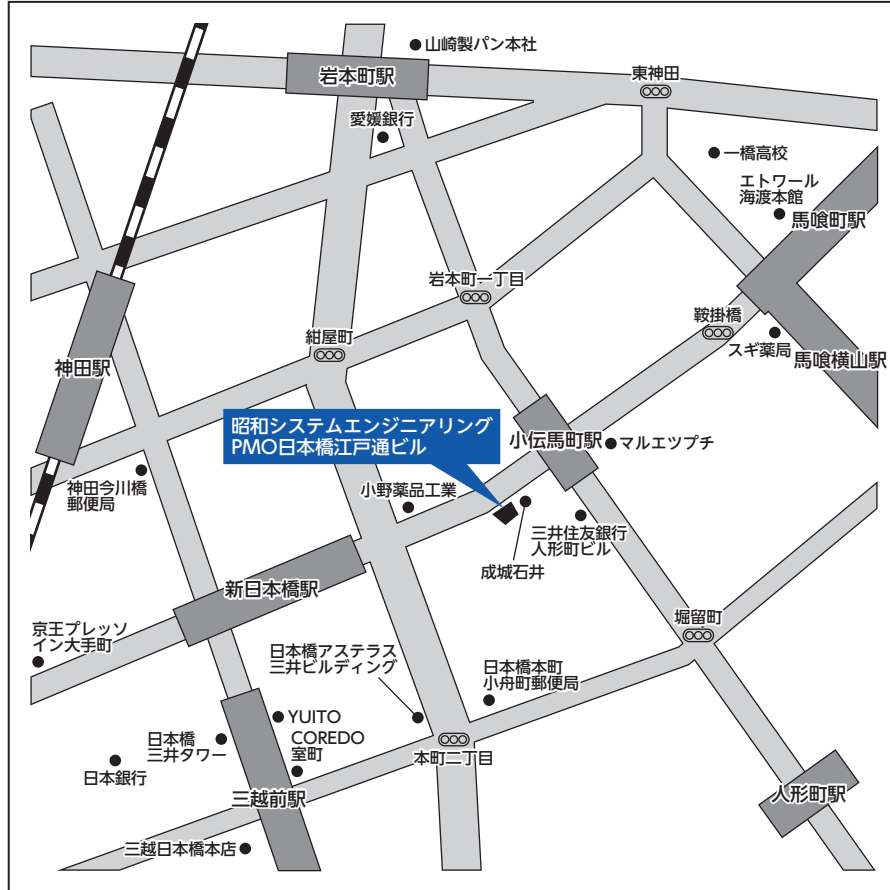 山崎製パン本社
岩本町駅
東神田
愛媛銀行
一橋高校
エトワール
海渡本館
馬喰町駅
岩本町一丁目
鞍掛橋
紺屋町
スギ薬局
馬喰横山駅
神田駅
昭和システムエンジニアリング
PMO日本橋江戸通ビル
小伝馬町駅
マルエツプチ
神田今川橋
郵便局
小野薬品工業
三井住友銀行
人形町ビル
成城石井
新日本橋駅
堀留町
京王プレッソ
イン大手町
日本橋アステラス
三井ビルディング
日本橋本町
小舟町郵便局
YUITO
COREDO
室町
日本橋
三井タワー
本町二丁目
日本銀行
三越前駅
人形町駅
三越日本橋本店